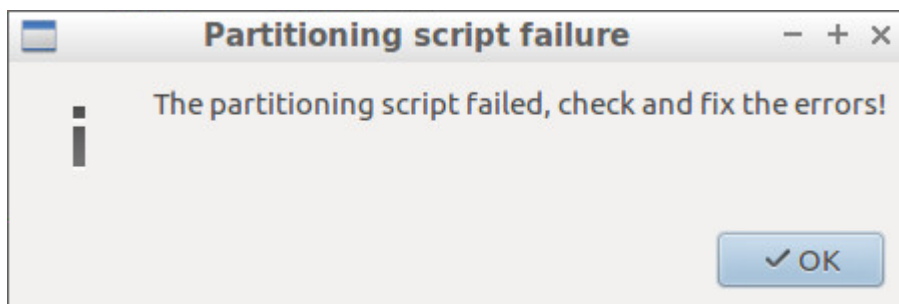 Partitioning script failure
The partitioning script failed, check and fix the errors!
OK